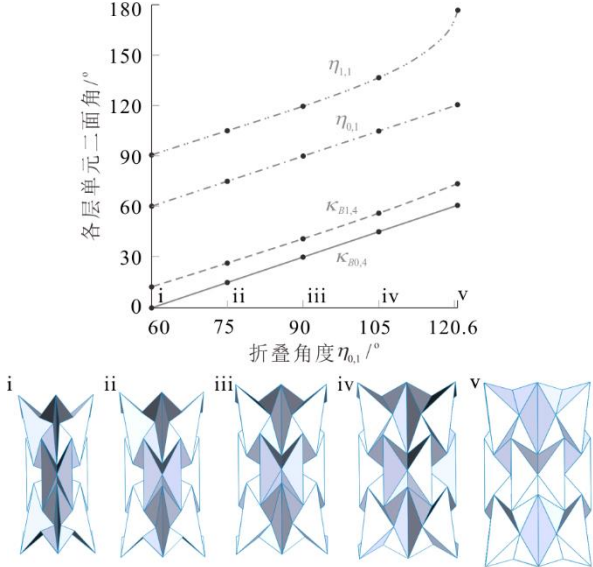 180
150
120
90
60
30
0
各层单元二面角/°
η1,1
η0,1
κB1,4
κB0,4
i ii iii iv v
60 75 90 105 120.6
折叠角度η0,1/°
i ii iii iv v